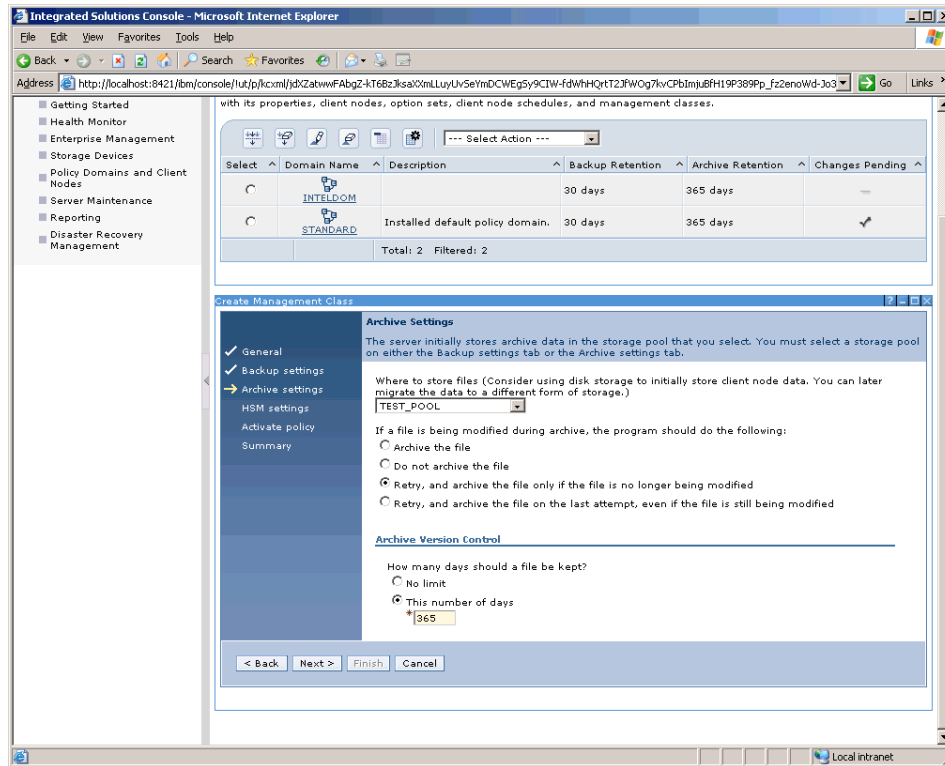 Integrated Solutions Console - Microsoft Internet Explorer
File Edit View Favorites Tools Help
Back Search Favorites
Address http://localhost:8421/ibm/console/!ut/p/kcxml/ Go Links
Getting Started
Health Monitor
Enterprise Management
Storage Devices
Policy Domains and Client
Nodes
Server Maintenance
Reporting
Disaster Recovery
Management
with its properties, client nodes, option sets, client node schedules, and management classes.
--- Select Action ---
Select Domain Name Description Backup Retention Archive Retention Changes Pending
INTELDOM 30 days 365 days
STANDARD Installed default policy domain. 30 days 365 days
Total: 2 Filtered: 2
Create Management Class
General
Backup settings
Archive settings
HSM settings
Activate policy
Summary
Archive Settings
The server initially stores archive data in the storage pool that you select. You must select a storage pool
on either the Backup settings tab or the Archive settings tab.
Where to store files (Consider using disk storage to initially store client node data. You can later
migrate the data to a different form of storage.)
TEST_POOL
If a file is being modified during archive, the program should do the following:
Archive the file
Do not archive the file
Retry, and archive the file only if the file is no longer being modified
Retry, and archive the file on the last attempt, even if the file is still being modified
Archive Version Control
How many days should a file be kept?
No limit
This number of days
*365
< Back Next > Finish Cancel
Local intranet